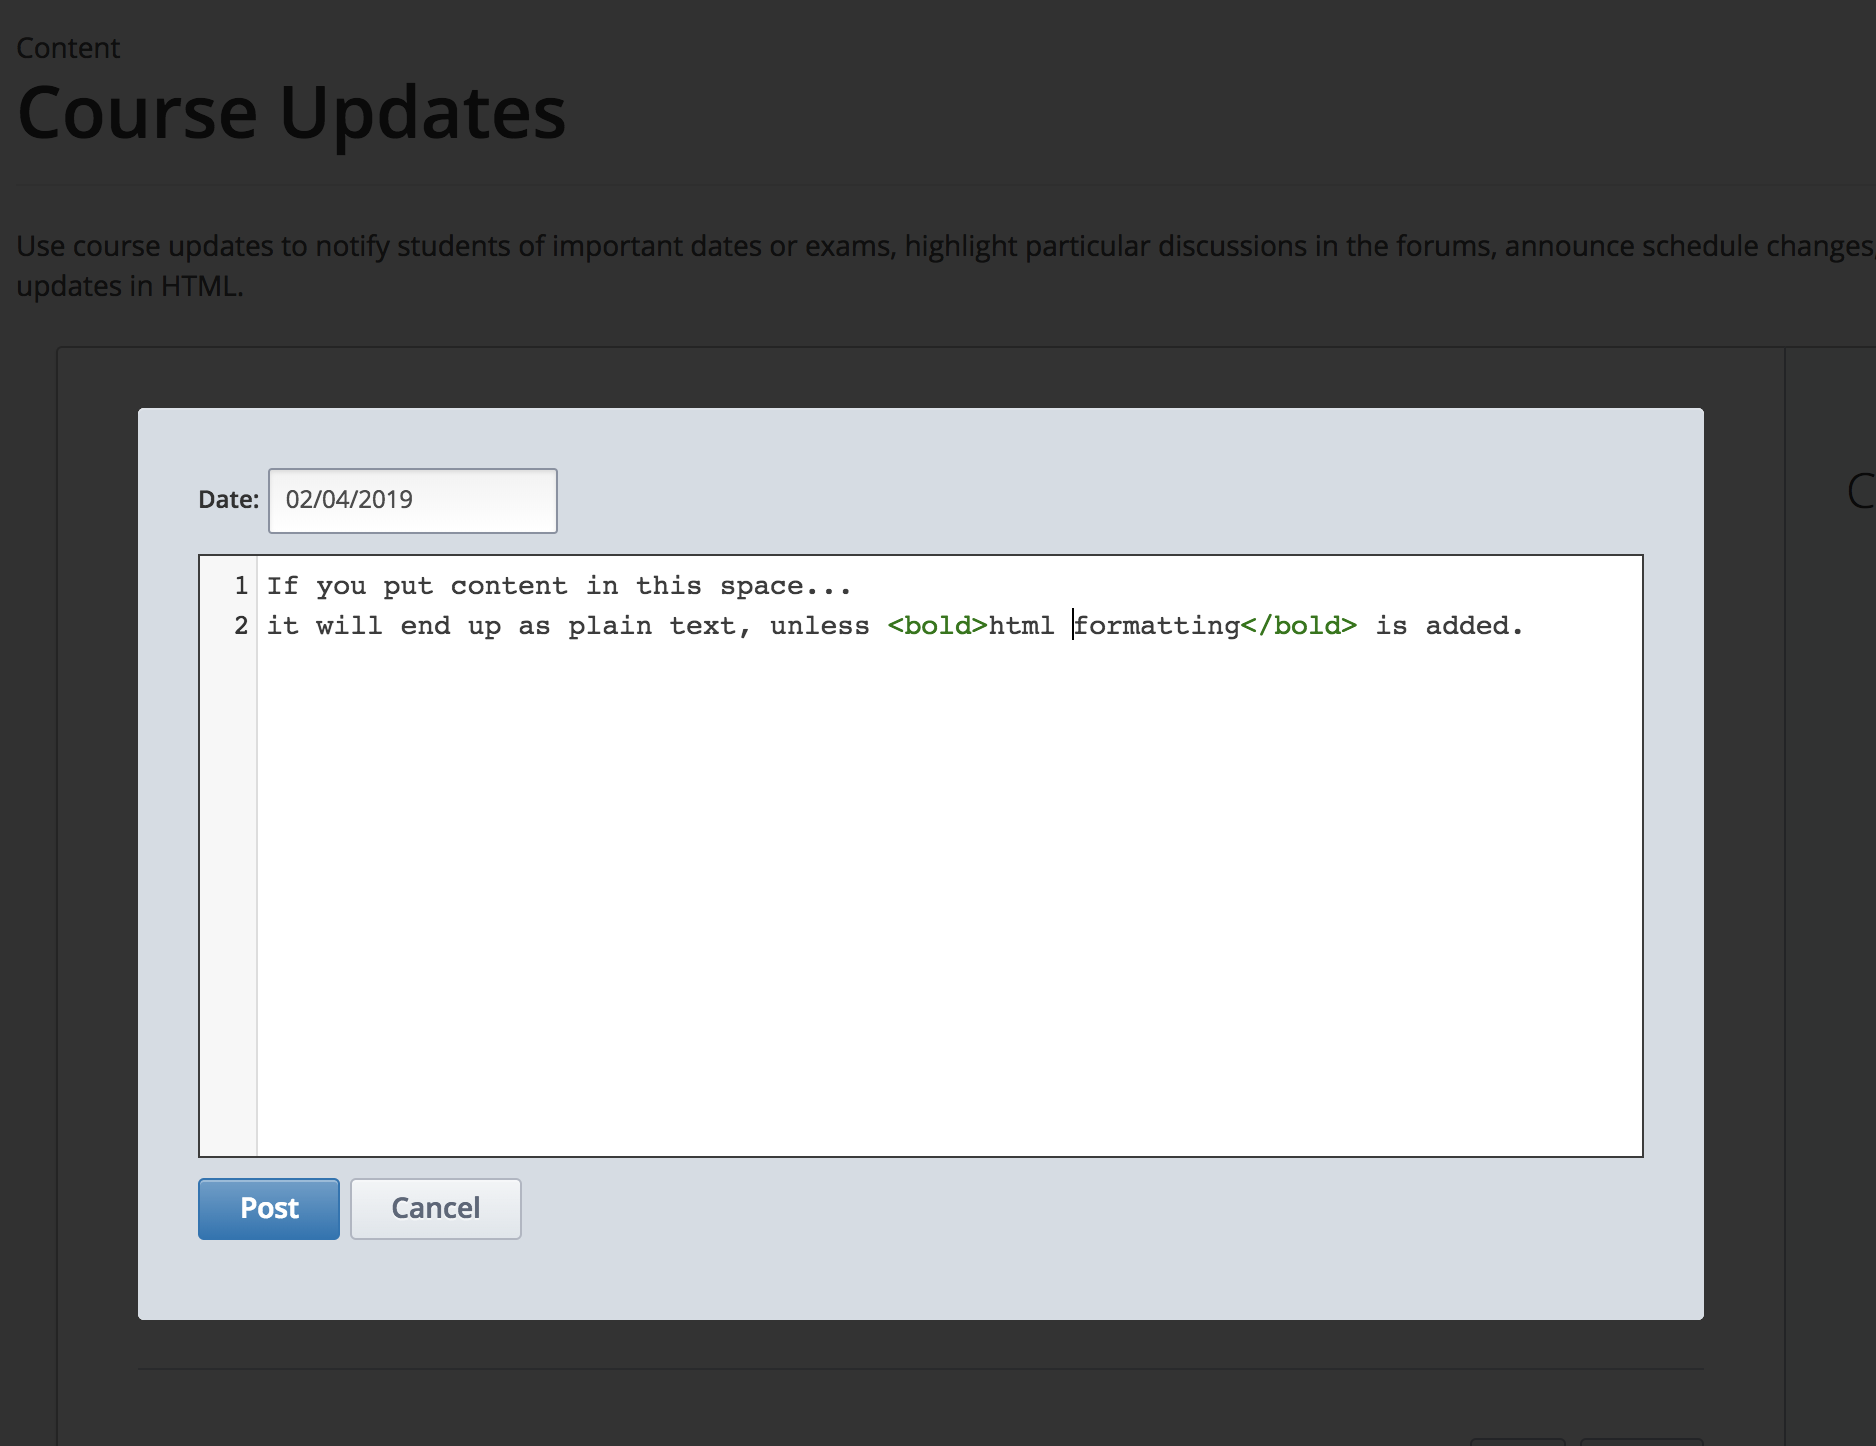 Content
Course Updates
Use course updates to notify students of important dates or exams, highlight particular discussions in the forums, announce schedule changes,
updates in HTML.
Date: 02/04/2019
1 If you put content in this space...
2 it will end up as plain text, unless <bold>html formatting</bold> is added.
Post Cancel